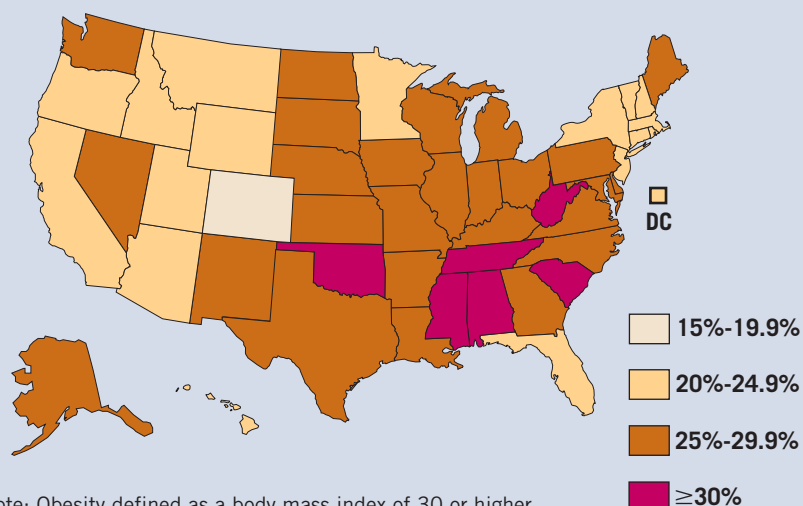 DC
15%-19.9%
20%-24.9%
25%-29.9%
≥30%
ote: Obesity defined as a body mass index of 30 or higher